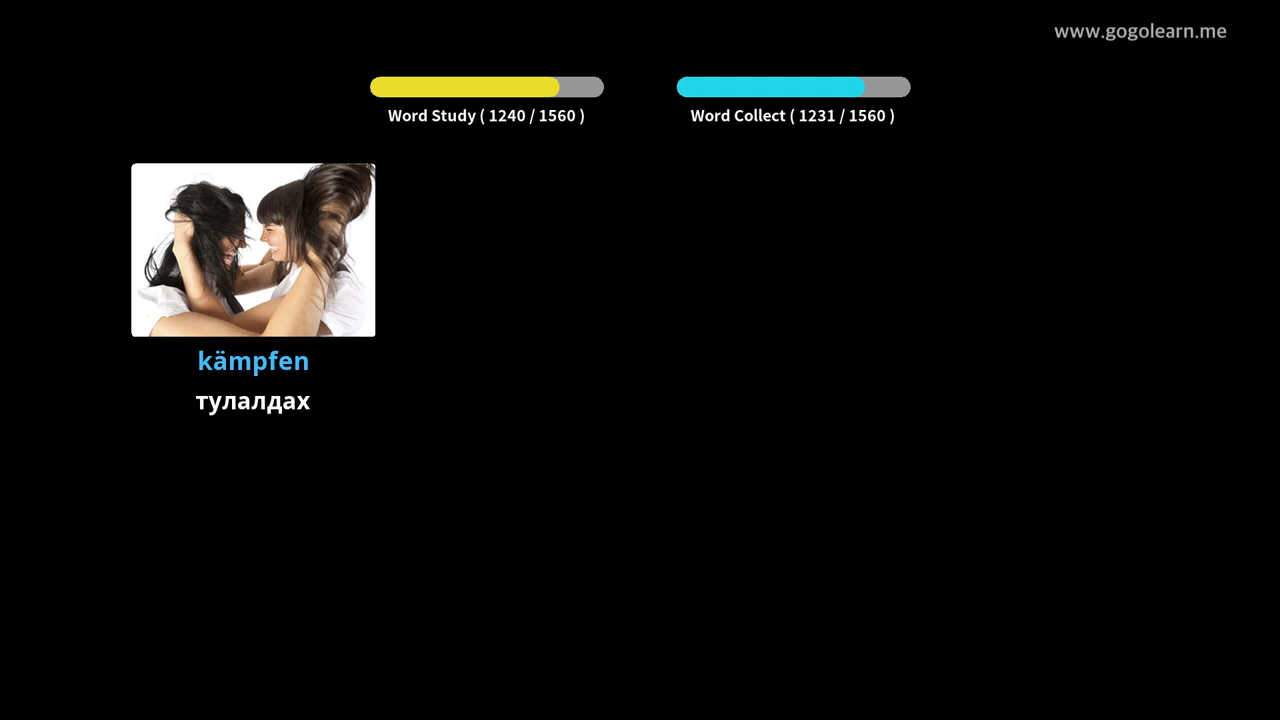 www.gogolearn.me
Word Study ( 1240 / 1560 )
Word Collect ( 1231 / 1560 )
kämpfen
тулалдах